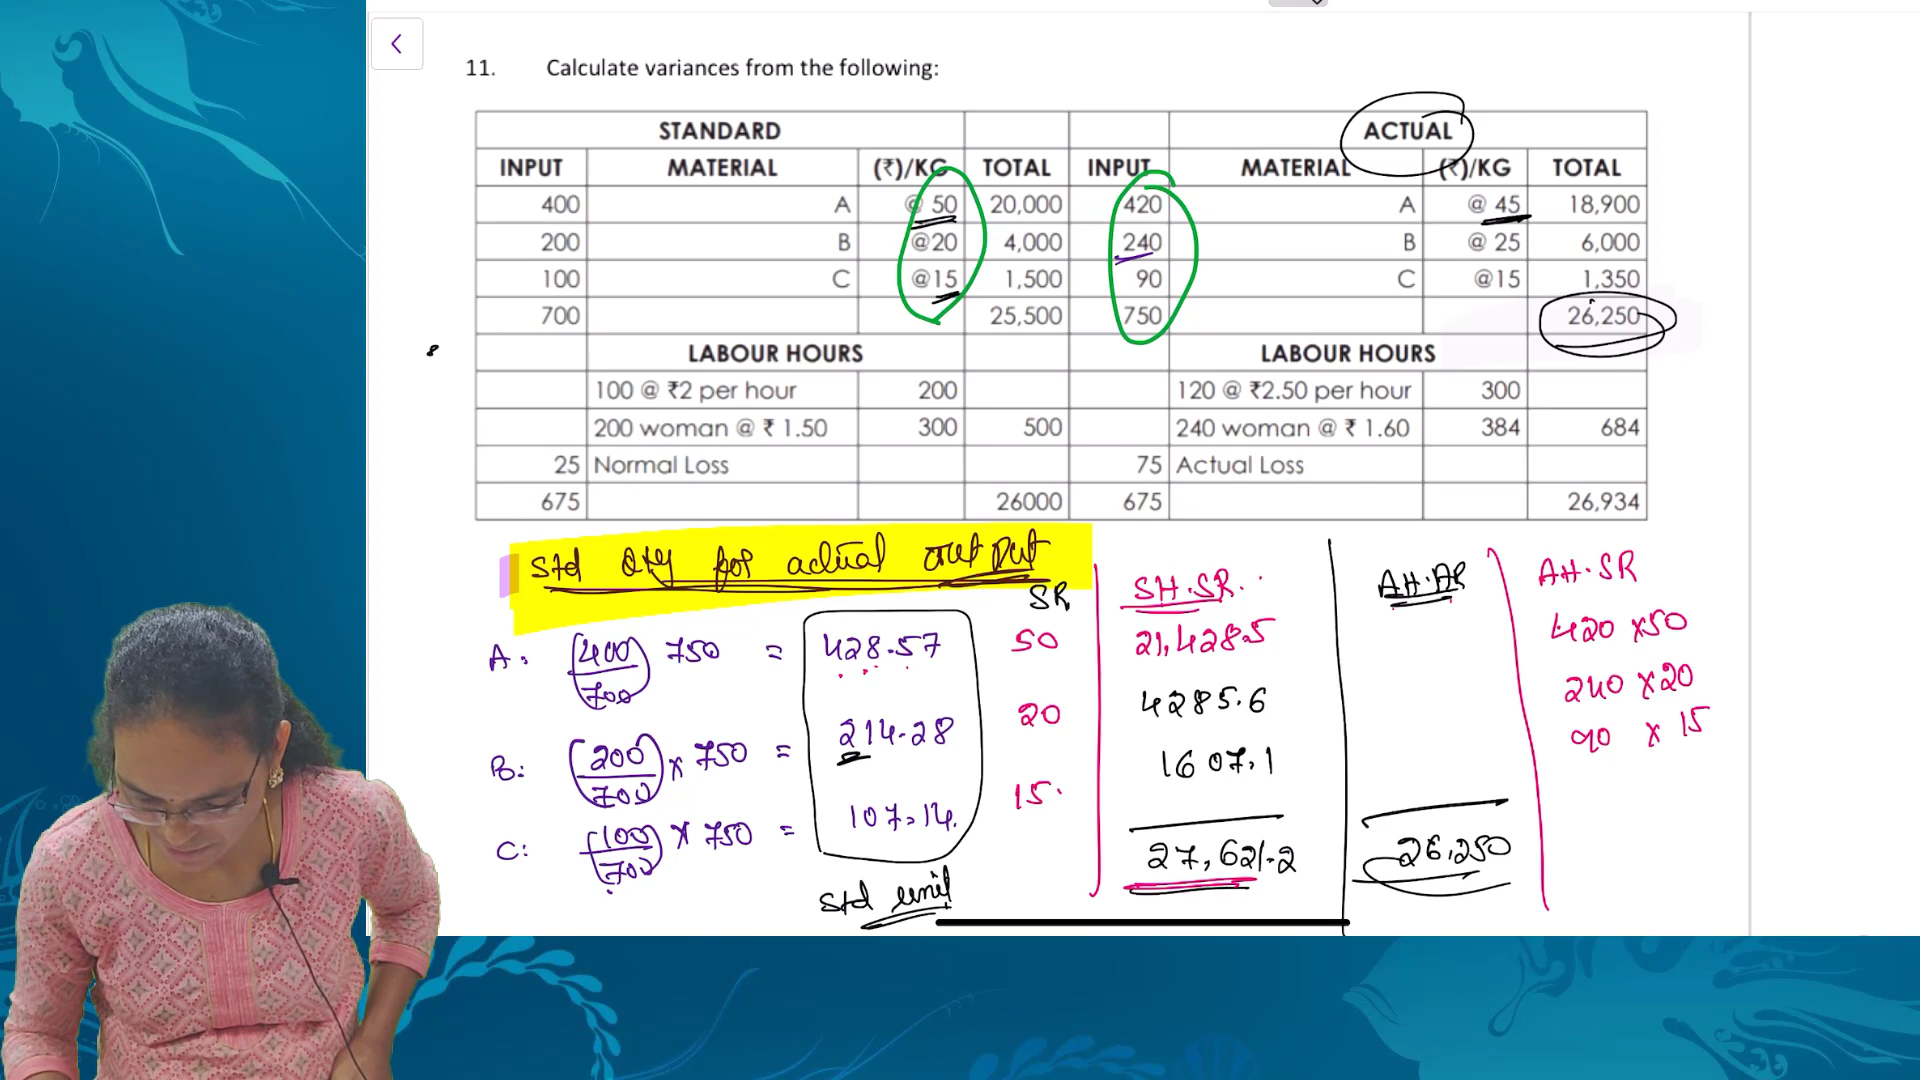 11. Calculate variances from the following:
STANDARD ACTUAL
INPUT MATERIAL (₹)/KG TOTAL INPUT MATERIAL (₹)/KG TOTAL
400 A @ 50 20,000 420 A @ 45 18,900
200 B @20 4,000 240 B @ 25 6,000
100 C @15 1,500 90 C @15 1,350
700 25,500 750 26,250
LABOUR HOURS LABOUR HOURS
100 @ ₹2 per hour 200 120 @ ₹2.50 per hour 300
200 woman @ ₹ 1.50 300 500 240 woman @ ₹ 1.60 384 684
25 Normal Loss 75 Actual Loss
675 26000 675 26,934
Std Qty for actual output
SR SH.SR. AH.AR AH.SR
A: (400/700) 750 = 428.57 50 21,428.5 420 x50
B: (200/700) x 750 = 214.28 20 4285.6 240 x20
C: (100/700) x 750 = 107.14. 15. 1607.1 90 x 15
27,621.2 26,250
Std unit